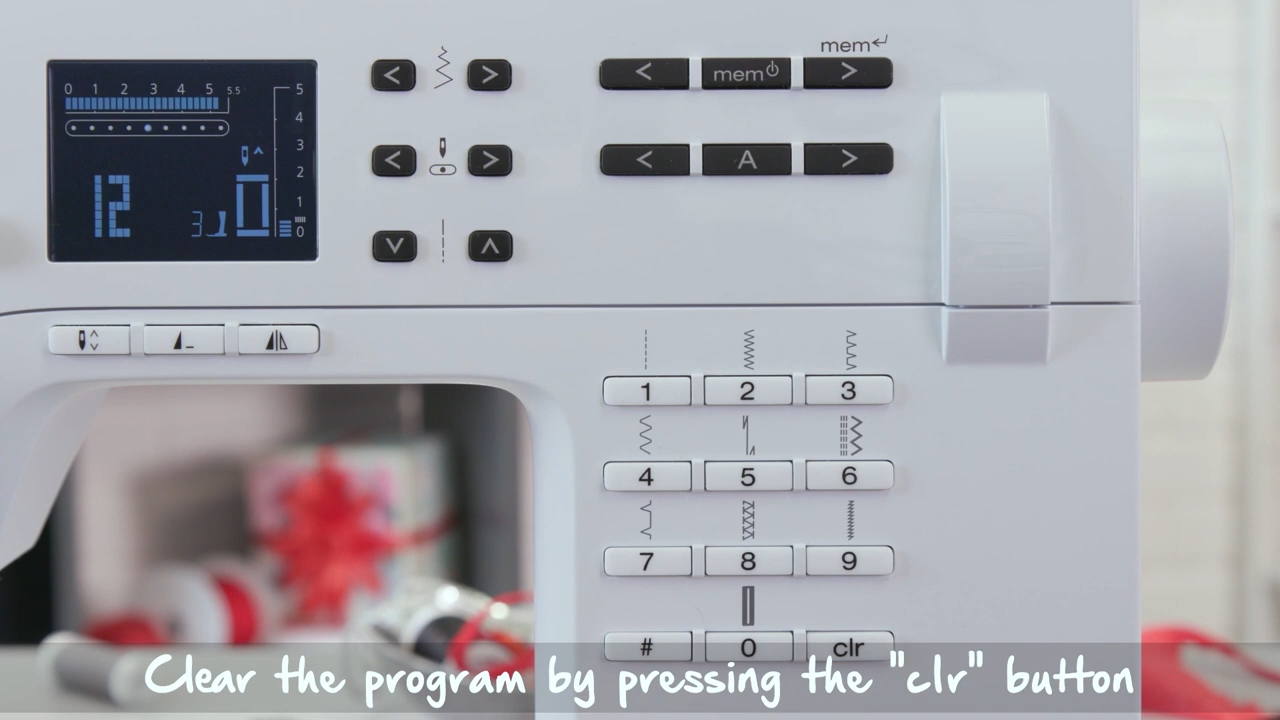 mem↵
0 1 2 3 4 5 5.5
5
4
3
2
1
0
12
3
< >
< mem >
< >
< A >
v ^
1 2 3
4 5 6
7 8 9
# 0 clr
Clear the program by pressing the "clr" button